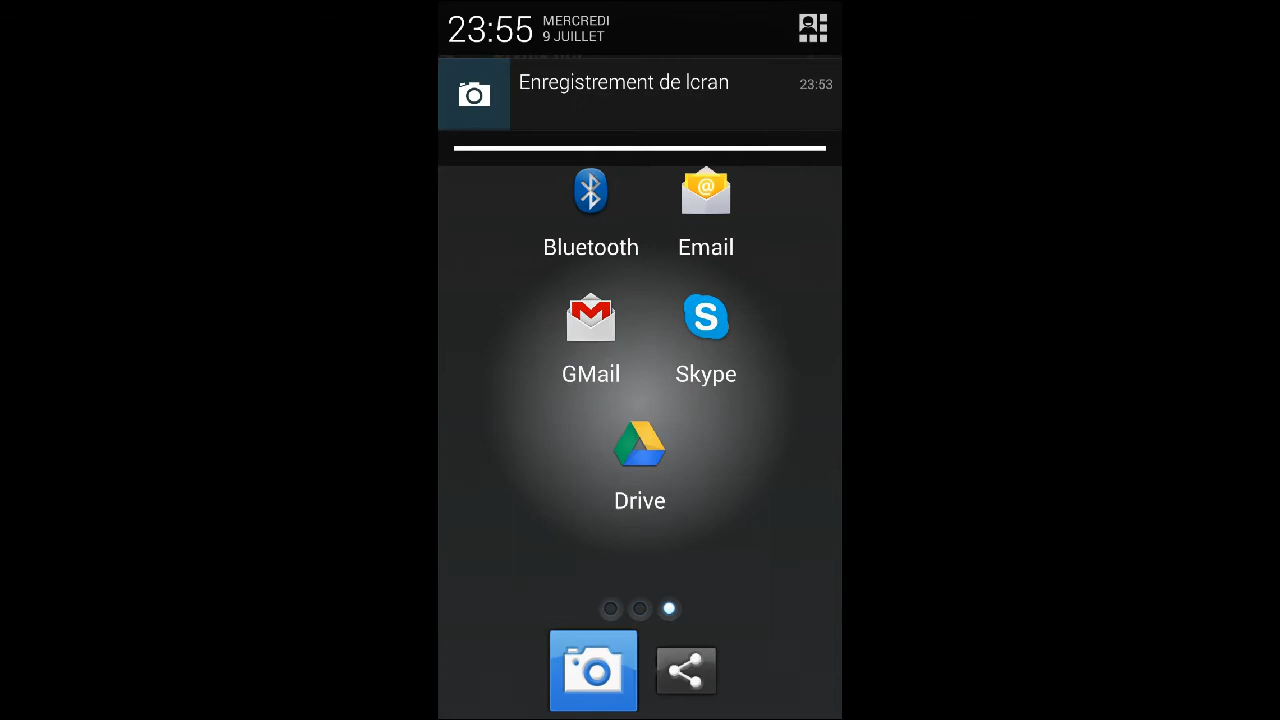 23:55 MERCREDI
9 JUILLET
Enregistrement de lcran 23:53
Bluetooth Email
GMail Skype
Drive